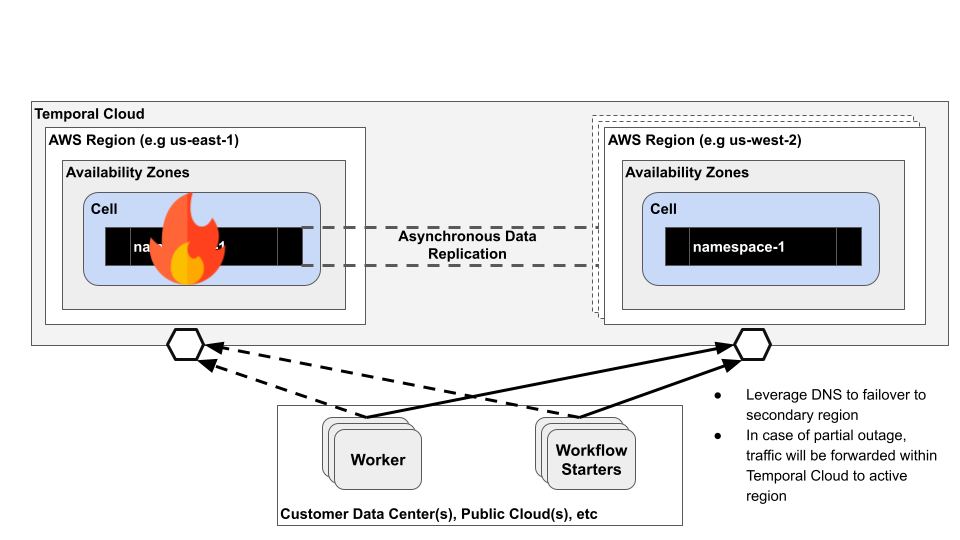 Temporal Cloud
AWS Region (e.g us-east-1)
Availability Zones
Cell
AWS Region (e.g us-west-2)
Availability Zones
Cell
namespace-1
Asynchronous Data
Replication
Worker
Workflow
Starters
Customer Data Center(s), Public Cloud(s), etc
● Leverage DNS to failover to
secondary region
● In case of partial outage,
traffic will be forwarded within
Temporal Cloud to active
region